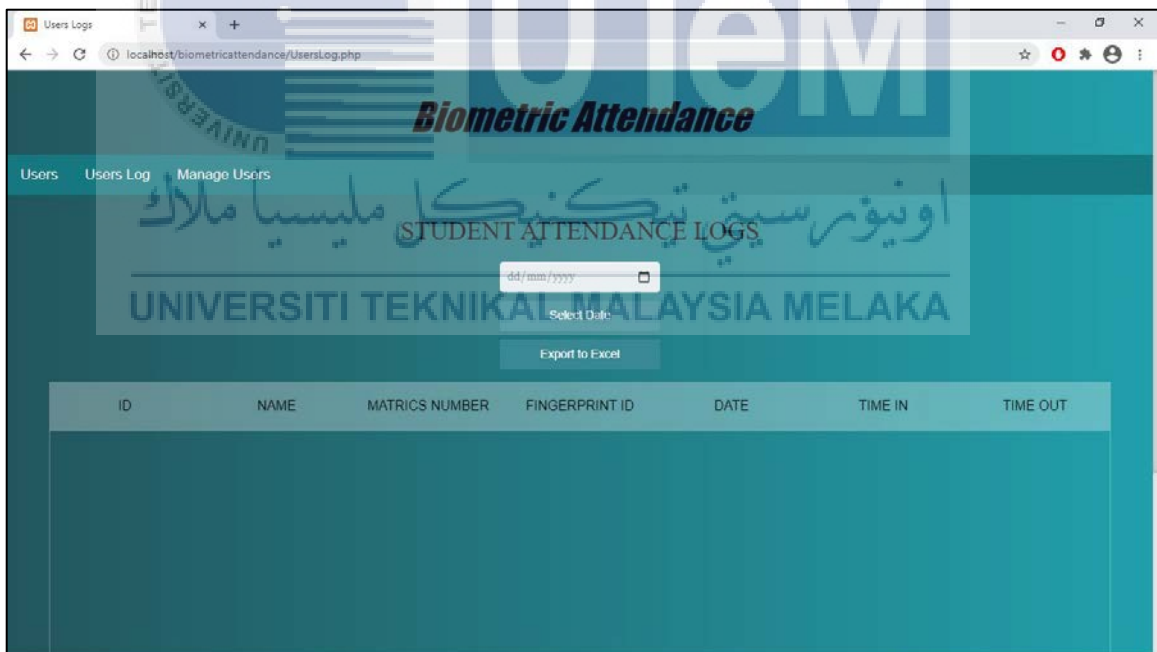 Users Logs
localhost/biometricattendance/UsersLog.php
UTeM
UNIVERSITI
Biometric Attendance
Users Users Log Manage Users
اونيۏرسيتي تيكنيكل مليسيا ملاك
STUDENT ATTENDANCE LOGS
dd/mm/yyyy
UNIVERSITI TEKNIKAL MALAYSIA MELAKA
Select Date
Export to Excel
ID NAME MATRICS NUMBER FINGERPRINT ID DATE TIME IN TIME OUT